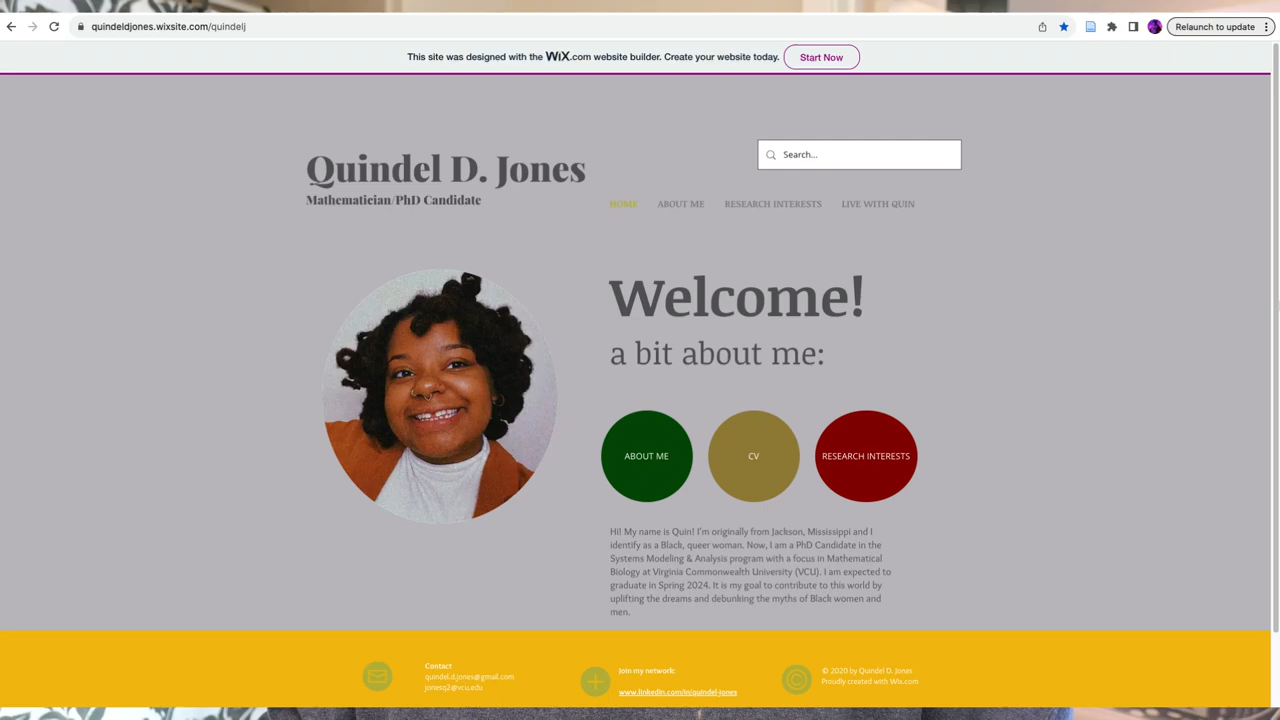 quindeldjones.wixsite.com/quindelj
Relaunch to update
This site was designed with the WiX.com website builder. Create your website today.
Start Now
Quindel D. Jones
Mathematician/PhD Candidate
Search...
HOME
ABOUT ME
RESEARCH INTERESTS
LIVE WITH QUIN
Welcome!
a bit about me:
ABOUT ME
CV
RESEARCH INTERESTS
Hi! My name is Quin! I'm originally from Jackson, Mississippi and I
identify as a Black, queer woman. Now, I am a PhD Candidate in the
Systems Modeling & Analysis program with a focus in Mathematical
Biology at Virginia Commonwealth University (VCU). I am expected to
graduate in Spring 2024. It is my goal to contribute to this world by
uplifting the dreams and debunking the myths of Black women and
men.
Contact
quindel.d.jones@gmail.com
jonesq2@vcu.edu
Join my network:
www.linkedin.com/in/quindel-jones
© 2020 by Quindel D. Jones
Proudly created with Wix.com